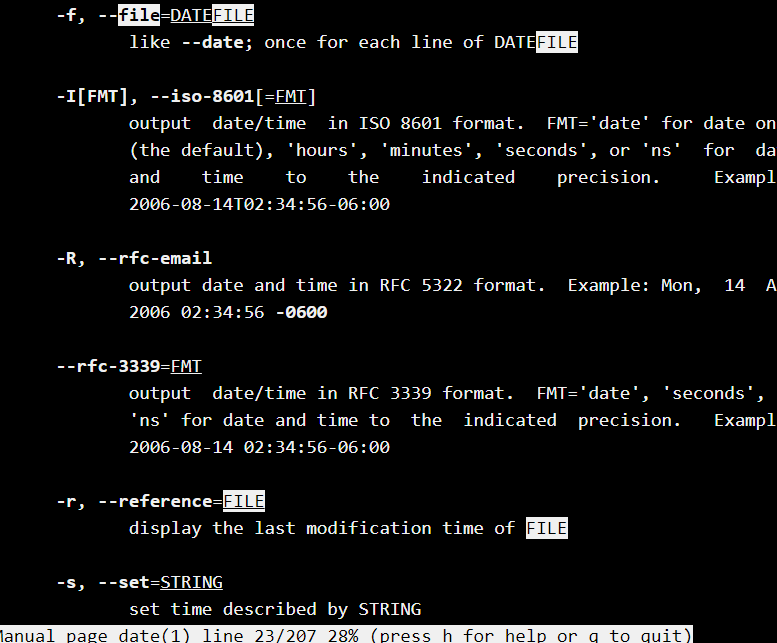 -f, --file=DATEFILE
like --date; once for each line of DATEFILE
-I[FMT], --iso-8601[=FMT]
output  date/time  in ISO 8601 format.  FMT='date' for date on
(the default), 'hours', 'minutes', 'seconds', or 'ns'  for  da
and    time    to    the    indicated    precision.     Exampl
2006-08-14T02:34:56-06:00
-R, --rfc-email
output date and time in RFC 5322 format.  Example: Mon,  14  A
2006 02:34:56 -0600
--rfc-3339=FMT
output  date/time in RFC 3339 format.  FMT='date', 'seconds',
'ns' for date and time to  the  indicated  precision.   Exampl
2006-08-14 02:34:56-06:00
-r, --reference=FILE
display the last modification time of FILE
-s, --set=STRING
set time described by STRING
Manual page date(1) line 23/207 28% (press h for help or q to quit)